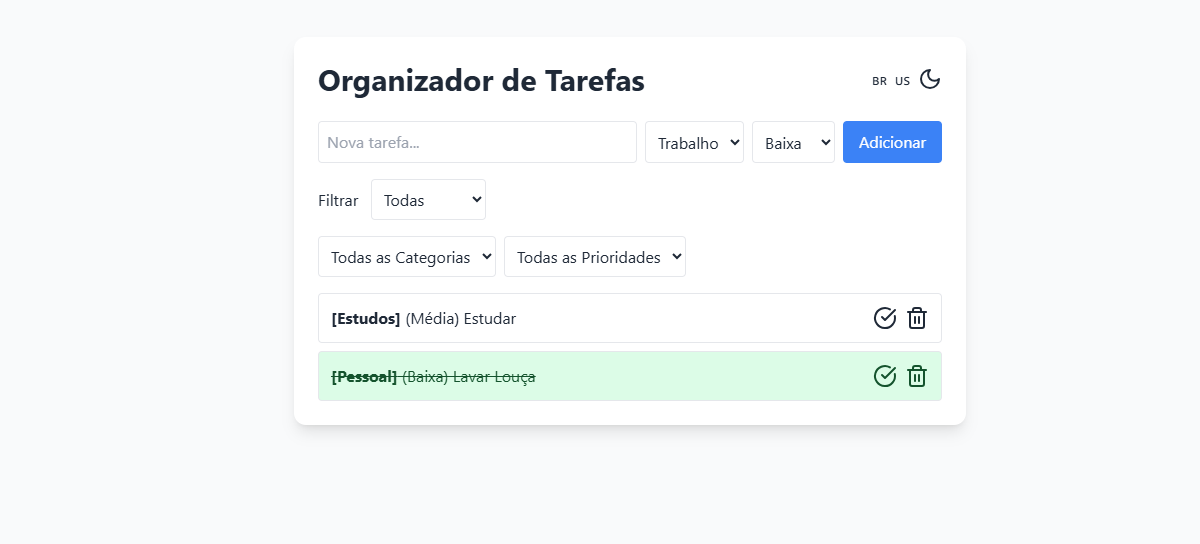 Organizador de Tarefas BR US
Nova tarefa... Trabalho Baixa Adicionar
Filtrar Todas
Todas as Categorias Todas as Prioridades
[Estudos] (Média) Estudar
[Pessoal] (Baixa) Lavar Louça